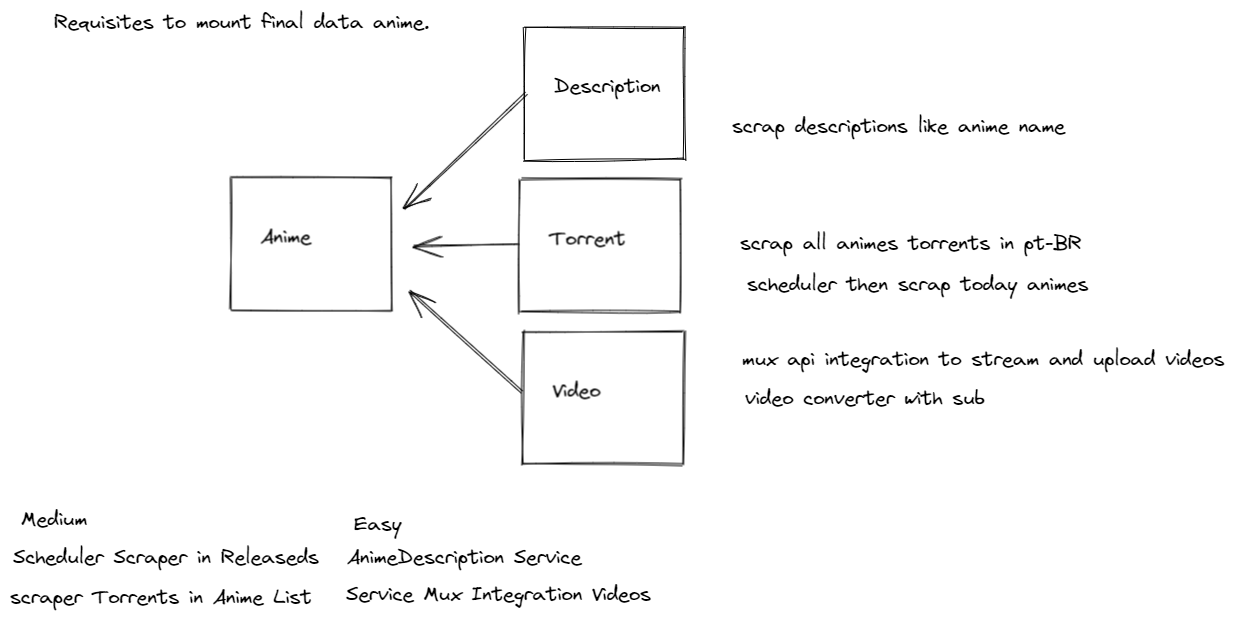 Requisites to mount final data anime.
Description
scrap descriptions like anime name
Anime
Torrent
scrap all animes torrents in pt-BR
scheduler then scrap today animes
Video
mux api integration to stream and upload videos
video converter with sub
Medium
Scheduler Scraper in Releaseds
scraper Torrents in Anime List
Easy
AnimeDescription Service
Service Mux Integration Videos